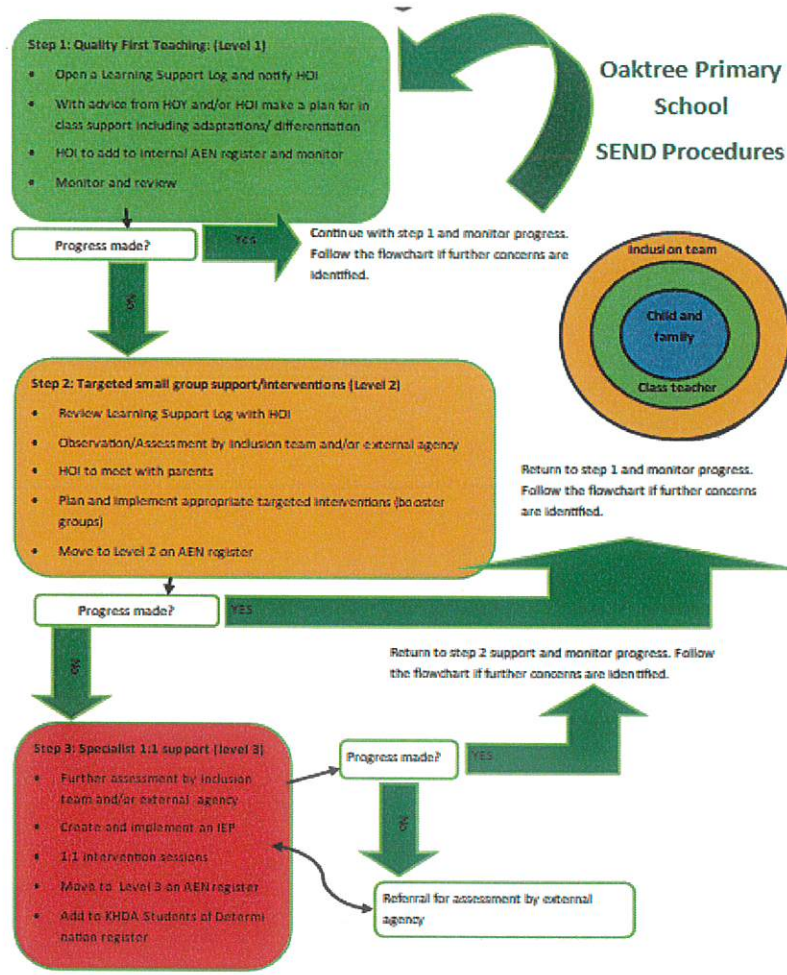 Oaktree Primary
School
SEND Procedures
Step 1: Quality First Teaching: (Level 1)
• Open a Learning Support Log and notify HOI
• With advice from HOY and/or HOI make a plan for in
class support including adaptations/ differentiation
• HOI to add to internal AEN register and monitor
• Monitor and review
Progress made?
YES
Continue with step 1 and monitor progress.
Follow the flowchart if further concerns are
identified.
No
Inclusion team
Child and
family
Class teacher
Step 2: Targeted small group support/interventions (Level 2)
• Review Learning Support Log with HOI
• Observation/Assessment by inclusion team and/or external agency
• HOI to meet with parents
• Plan and implement appropriate targeted interventions (booster
groups)
• Move to Level 2 on AEN register
Return to step 1 and monitor progress.
Follow the flowchart if further concerns
are identified.
Progress made?
YES
No
Return to step 2 support and monitor progress. Follow
the flowchart if further concerns are identified.
Step 3: Specialist 1:1 support (level 3)
• Further assessment by inclusion
team and/or external agency
• Create and implement an IEP
• 1:1 intervention sessions
• Move to Level 3 on AEN register
• Add to KHDA Students of Determi
nation register
Progress made?
YES
No
Referral for assessment by external
agency